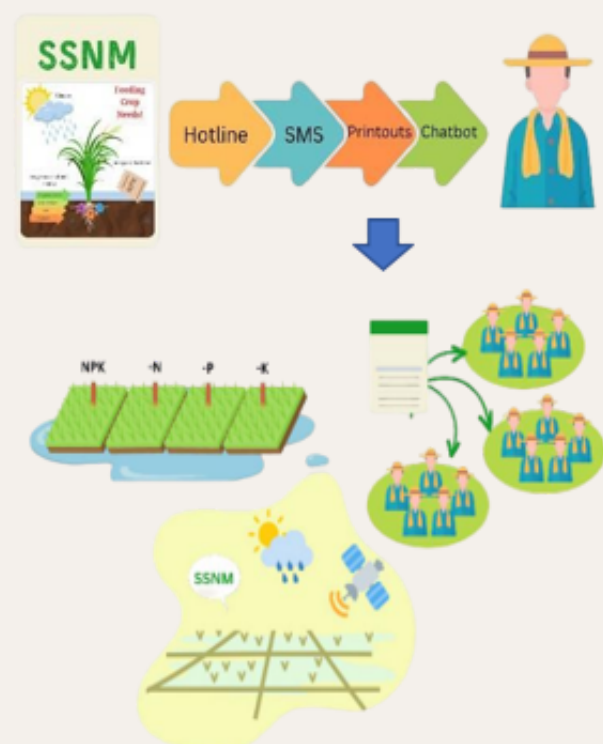 SSNM
Feeding
Crop
Needs!
Hotline
SMS
Printouts
Chatbot
NPK
-N
-P
-K
SSNM